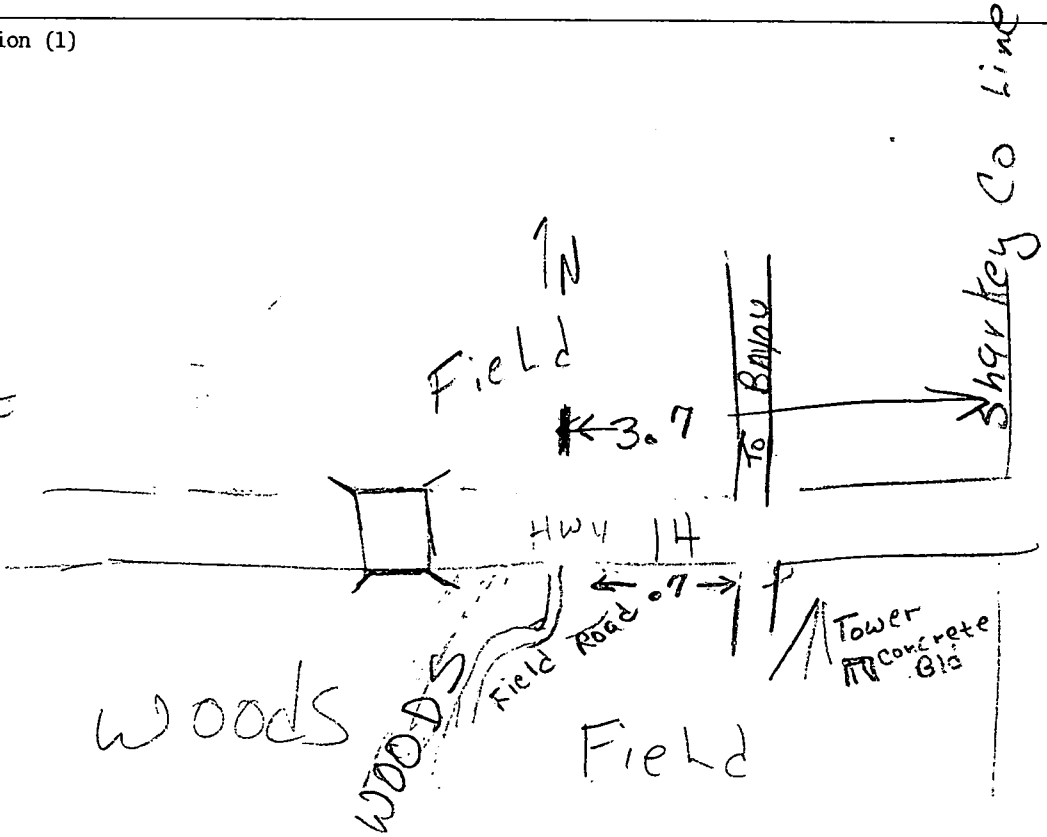 ion (1)
Sharkey Co Line
N
Field
To BAyou
3.7
HWY 14
.7
Field Road
Tower
concrete
Bld
Woods
WOODS
Field